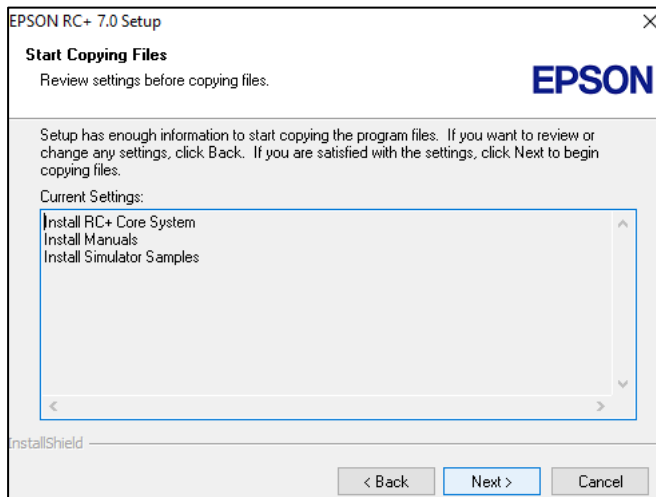 EPSON RC+ 7.0 Setup
Start Copying Files
Review settings before copying files.
EPSON
Setup has enough information to start copying the program files. If you want to review or
change any settings, click Back. If you are satisfied with the settings, click Next to begin
copying files.
Current Settings:
Install RC+ Core System
Install Manuals
Install Simulator Samples
InstallShield
< Back
Next >
Cancel